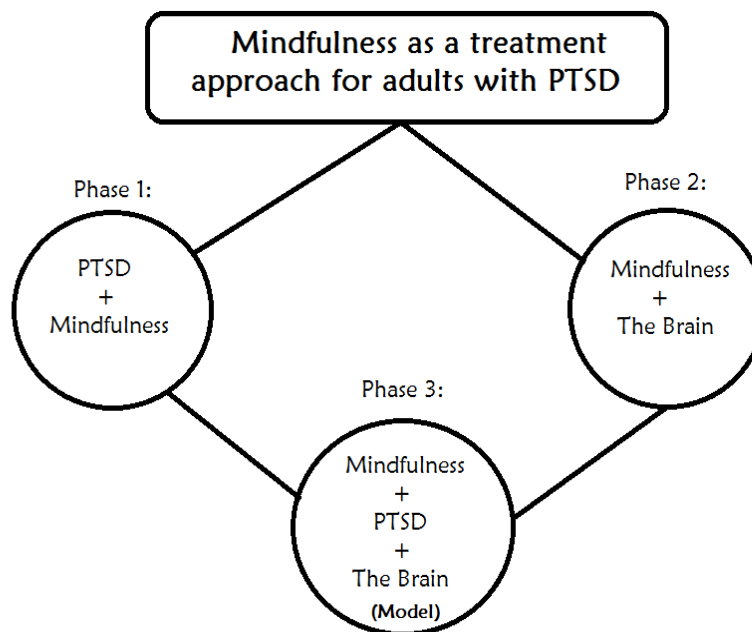 Mindfulness as a treatment
approach for adults with PTSD
Phase 1:
PTSD
+
Mindfulness
Phase 2:
Mindfulness
+
The Brain
Phase 3:
Mindfulness
+
PTSD
+
The Brain
(Model)